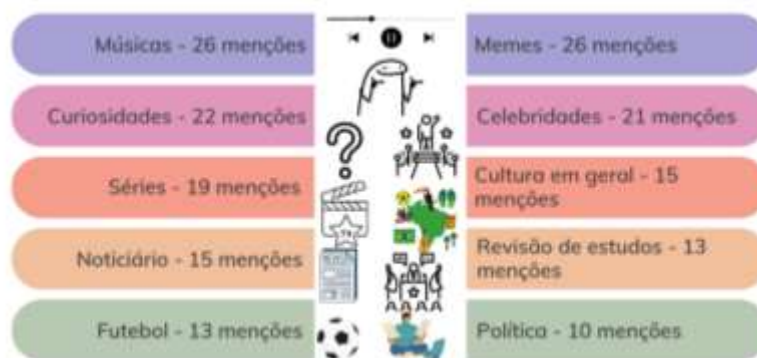 Músicas - 26 menções
Memes - 26 menções
Curiosidades - 22 menções
Celebridades - 21 menções
Séries - 19 menções
Cultura em geral - 15
menções
Noticiário - 15 menções
Revisão de estudos - 13
menções
Futebol - 13 menções
Política - 10 menções